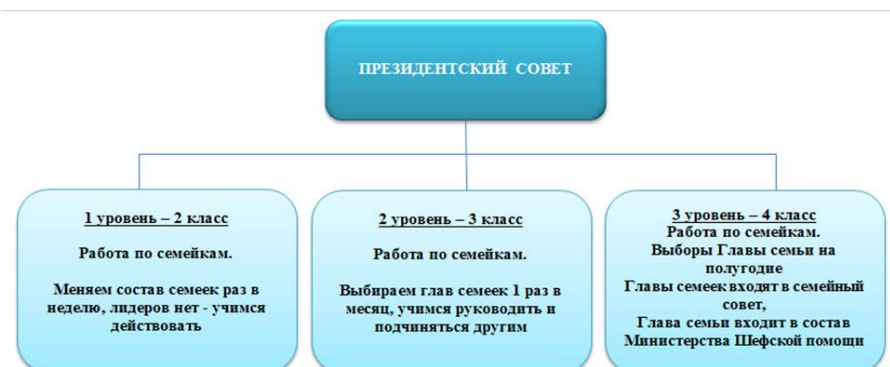 ПРЕЗИДЕНТСКИЙ СОВЕТ
1 уровень – 2 класс
Работа по семейкам.
Меняем состав семеек раз в
неделю, лидеров нет - учимся
действовать
2 уровень – 3 класс
Работа по семейкам.
Выбираем глав семеек 1 раз в
месяц, учимся руководить и
подчиняться другим
3 уровень – 4 класс
Работа по семейкам.
Выборы Главы семьи на
полугодие
Главы семеек входят в семейный
совет,
Глава семьи входит в состав
Министерства Шефской помощи